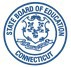 STATE BOARD OF EDUCATION
CONNECTICUT